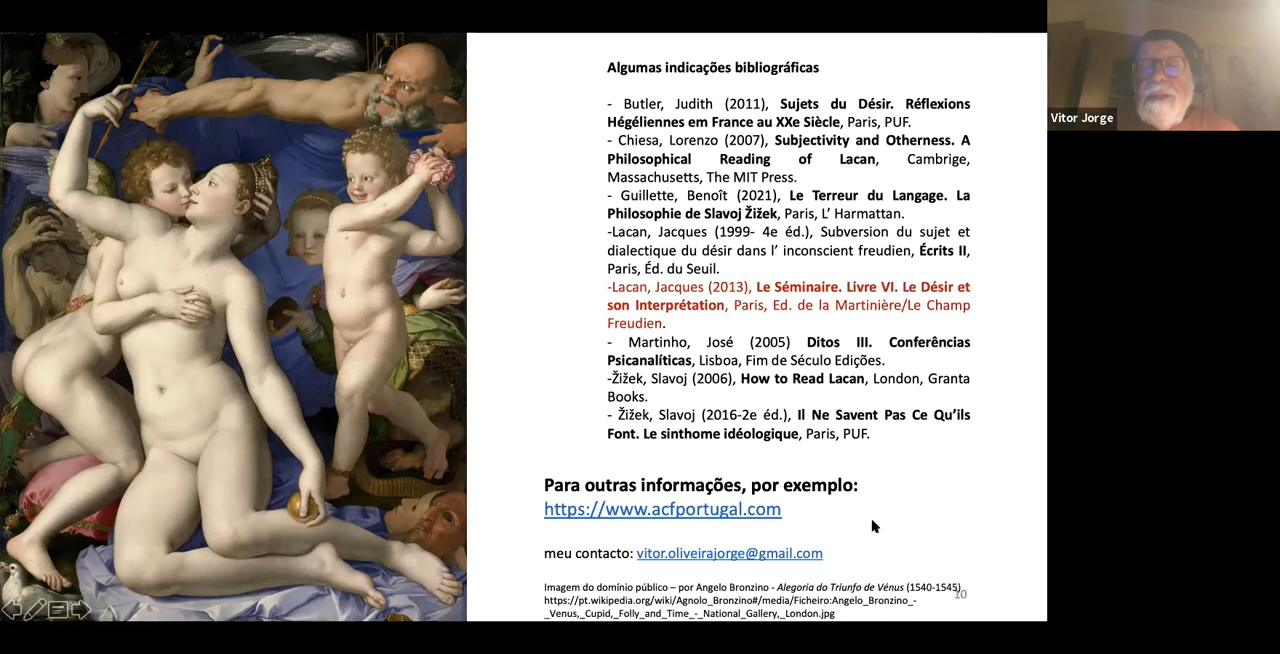 Algumas indicações bibliográficas
- Butler, Judith (2011), Sujets du Désir. Réflexions
Hégéliennes em France au XXe Siècle, Paris, PUF.
- Chiesa, Lorenzo (2007), Subjectivity and Otherness. A
Philosophical Reading of Lacan, Cambrige,
Massachusetts, The MIT Press.
- Guillette, Benoît (2021), Le Terreur du Langage. La
Philosophie de Slavoj Žižek, Paris, L' Harmattan.
-Lacan, Jacques (1999- 4e éd.), Subversion du sujet et
dialectique du désir dans l' inconscient freudien, Écrits II,
Paris, Éd. du Seuil.
-Lacan, Jacques (2013), Le Séminaire. Livre VI. Le Désir et
son Interprétation, Paris, Ed. de la Martinière/Le Champ
Freudien.
- Martinho, José (2005) Ditos III. Conferências
Psicanalíticas, Lisboa, Fim de Século Edições.
-Žižek, Slavoj (2006), How to Read Lacan, London, Granta
Books.
- Žižek, Slavoj (2016-2e éd.), Il Ne Savent Pas Ce Qu'ils
Font. Le sinthome idéologique, Paris, PUF.
Para outras informações, por exemplo:
https://www.acfportugal.com
meu contacto: vitor.oliveirajorge@gmail.com
Imagem do domínio público – por Angelo Bronzino - Alegoria do Triunfo de Vénus (1540-1545)
https://pt.wikipedia.org/wiki/Agnolo_Bronzino#/media/Ficheiro:Angelo_Bronzino_-
_Venus,_Cupid,_Folly_and_Time_-_National_Gallery,_London.jpg
10
Vitor Jorge